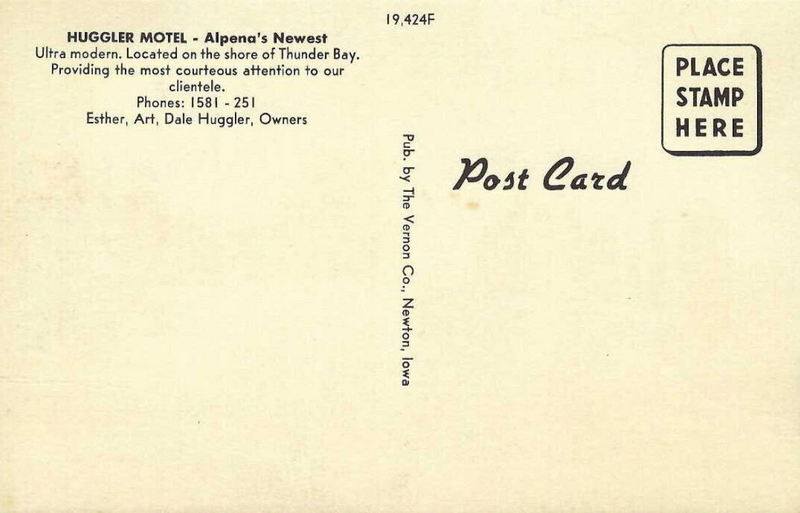 19,424F
HUGGLER MOTEL - Alpena's Newest
Ultra modern. Located on the shore of Thunder Bay.
Providing the most courteous attention to our
clientele.
Phones: 1581 - 251
Esther, Art, Dale Huggler, Owners
Pub. by The Vernon Co., Newton, Iowa
Post Card
PLACE
STAMP
HERE